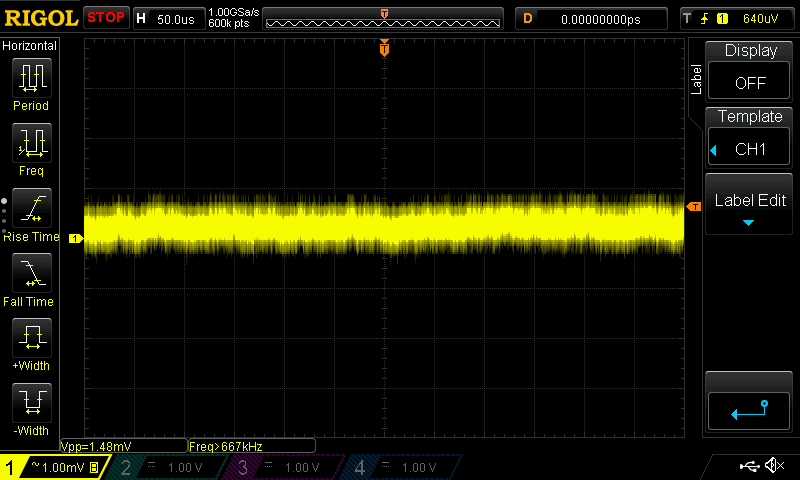 RIGOL STOP H 50.0us 1.00GSa/s D 0.00000000ps T 1 640uV
600k pts
T
Horizontal
Period
Freq
Rise Time
Fall Time
+Width
-Width
T
1
T
Label
Display
OFF
Template
CH1
Label Edit
Vpp=1.48mV Freq>667kHz
1 ~ 1.00mV B 2 1.00 V 3 1.00 V 4 1.00 V